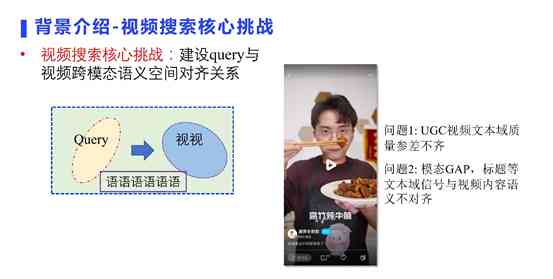 背景介绍-视频搜索核心挑战
• 视频搜索核心挑战：建设query与
视频跨模态语义空间对齐关系
Query
视视
语语语语语语
问题1: UGC视频文本域质
量参差不齐
问题2: 模态GAP，标题等
文本域信号与视频内容语
义不对齐